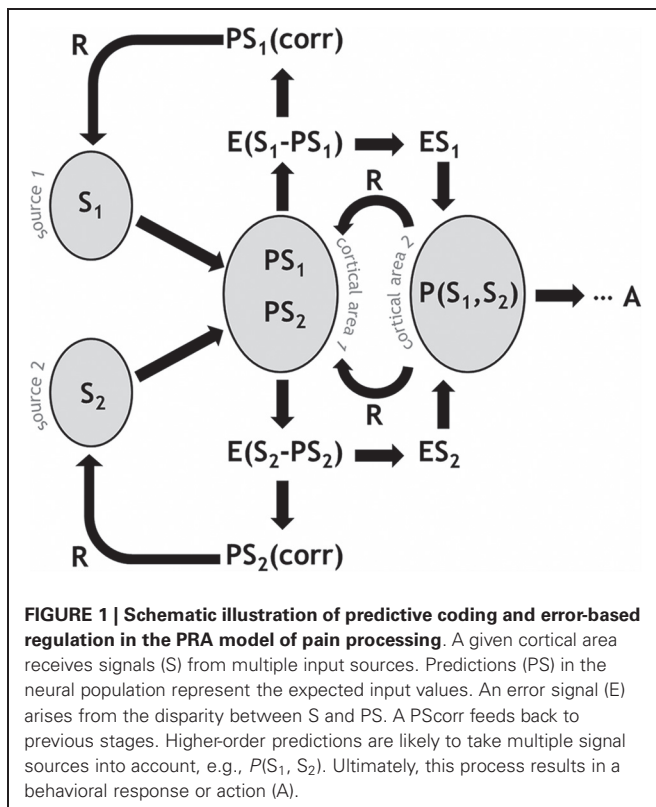 R PS₁(corr)
E(S₁-PS₁) ES₁
source 1
S₁
R
PS₁
PS₂
cortical area 1
cortical area 2
P(S₁,S₂)
... A
source 2
S₂
R
E(S₂-PS₂) ES₂
R PS₂(corr)
FIGURE 1 | Schematic illustration of predictive coding and error-based
regulation in the PRA model of pain processing. A given cortical area
receives signals (S) from multiple input sources. Predictions (PS) in the
neural population represent the expected input values. An error signal (E)
arises from the disparity between S and PS. A PScorr feeds back to
previous stages. Higher-order predictions are likely to take multiple signal
sources into account, e.g., P(S₁, S₂). Ultimately, this process results in a
behavioral response or action (A).